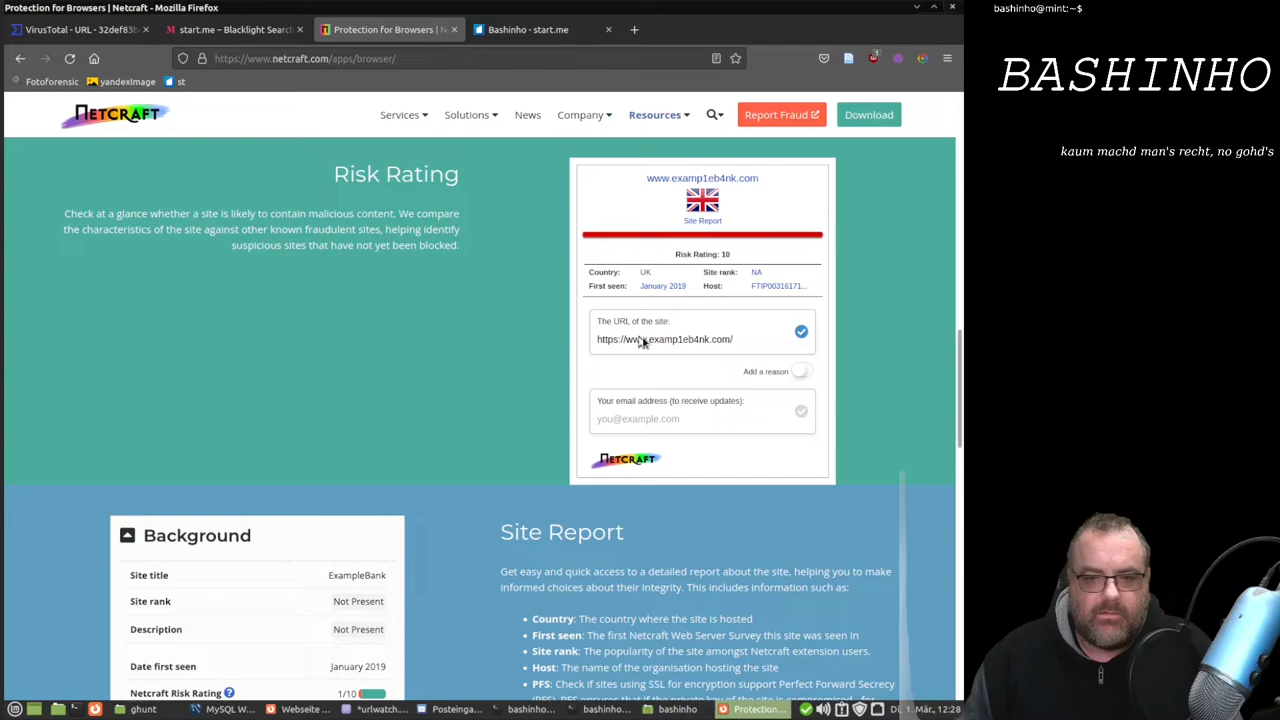 Protection for Browsers | Netcraft - Mozilla Firefox
bashinho@mint:~$
VirusTotal - URL - 32def83b
start.me – Blacklight Search
Protection for Browsers | N
Bashinho - start.me
https://www.netcraft.com/apps/browser/
1
Fotoforensic
yandexImage
st
BASHINHO
kaum machd man's recht, no gohd's
NETCRAFT
Services
Solutions
News
Company
Resources
Report Fraud
Download
Risk Rating
Check at a glance whether a site is likely to contain malicious content. We compare
the characteristics of the site against other known fraudulent sites, helping identify
suspicious sites that have not yet been blocked.
www.examp1eb4nk.com
Site Report
Risk Rating: 10
Country: UK Site rank: NA
First seen: January 2019 Host: FTIP00316171...
The URL of the site:
https://www.examp1eb4nk.com/
Add a reason
Your email address (to receive updates):
you@example.com
NETCRAFT
Background
Site title ExampleBank
Site rank Not Present
Description Not Present
Date first seen January 2019
Netcraft Risk Rating ? 1/10
Site Report
Get easy and quick access to a detailed report about the site, helping you to make
informed choices about their integrity. This includes information such as:
• Country: The country where the site is hosted
• First seen: The first Netcraft Web Server Survey this site was seen in
• Site rank: The popularity of the site amongst Netcraft extension users.
• Host: The name of the organisation hosting the site
• PFS: Check if sites using SSL for encryption support Perfect Forward Secrecy
ghunt
MySQL W...
Webseite ...
*urlwatch...
Posteinga...
bashinho...
bashinho...
bashinho
Protection...
Di, 1. Mär., 12:28